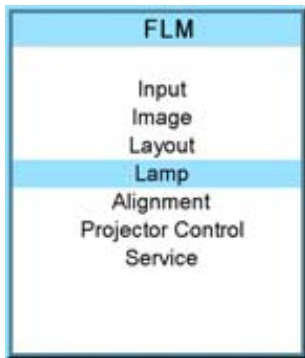 FLM
Input
Image
Layout
Lamp
Alignment
Projector Control
Service